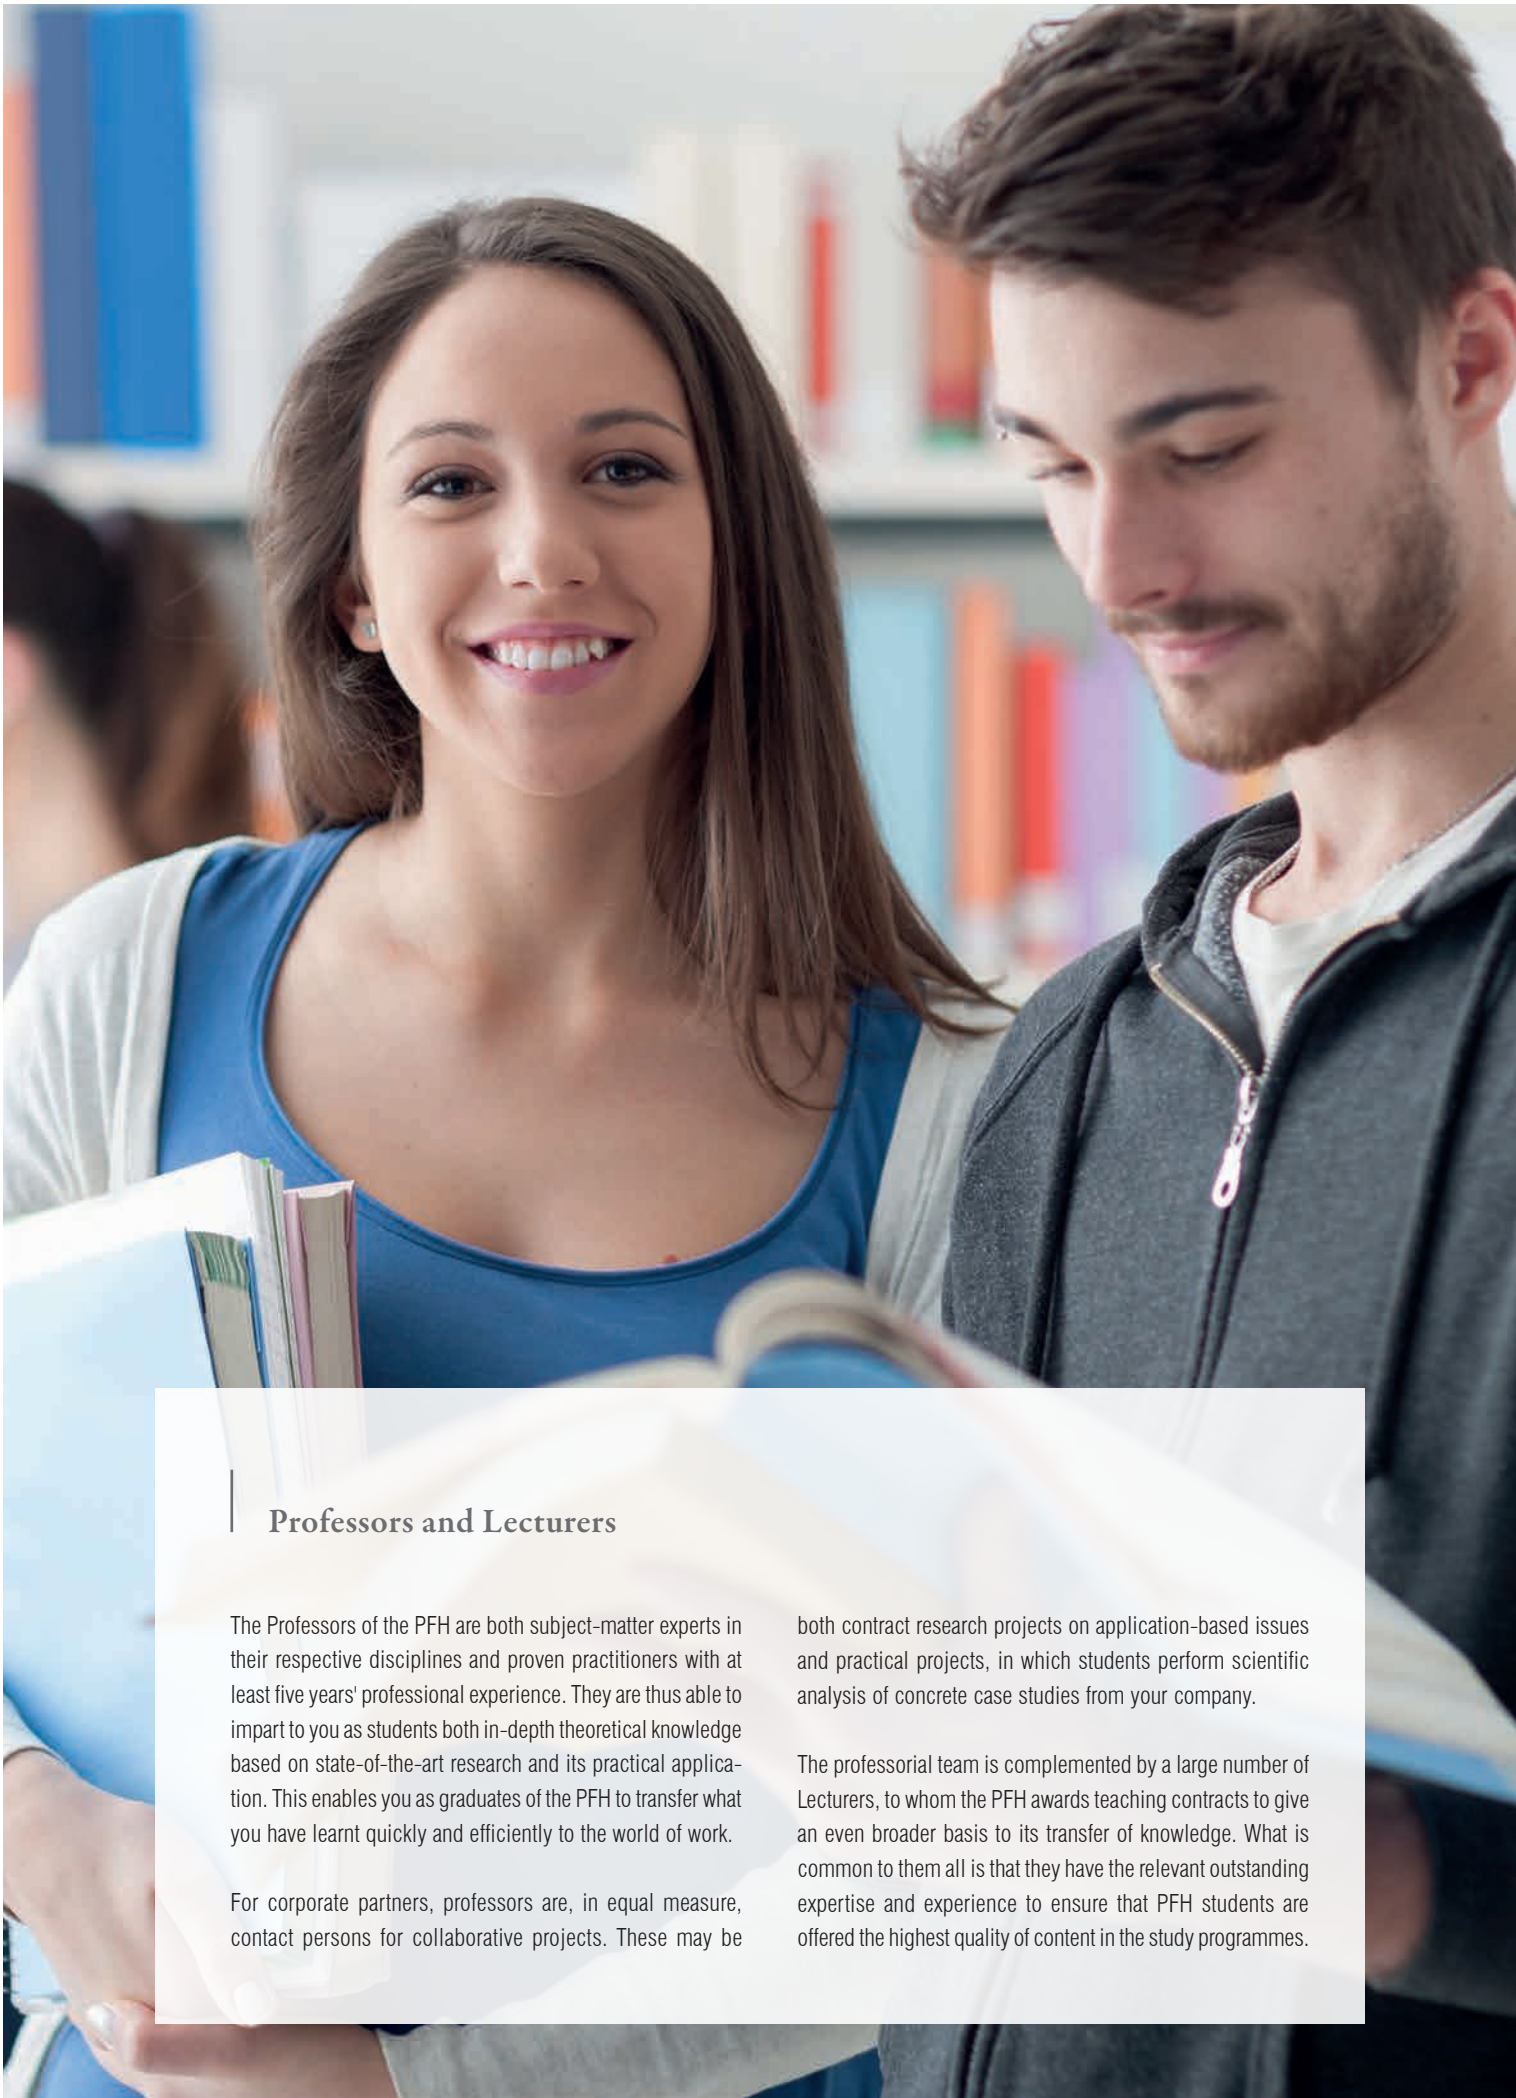 Professors and Lecturers
The Professors of the PFH are both subject-matter experts in
their respective disciplines and proven practitioners with at
least five years' professional experience. They are thus able to
impart to you as students both in-depth theoretical knowledge
based on state-of-the-art research and its practical applica-
tion. This enables you as graduates of the PFH to transfer what
you have learnt quickly and efficiently to the world of work.
For corporate partners, professors are, in equal measure,
contact persons for collaborative projects. These may be
both contract research projects on application-based issues
and practical projects, in which students perform scientific
analysis of concrete case studies from your company.
The professorial team is complemented by a large number of
Lecturers, to whom the PFH awards teaching contracts to give
an even broader basis to its transfer of knowledge. What is
common to them all is that they have the relevant outstanding
expertise and experience to ensure that PFH students are
offered the highest quality of content in the study programmes.